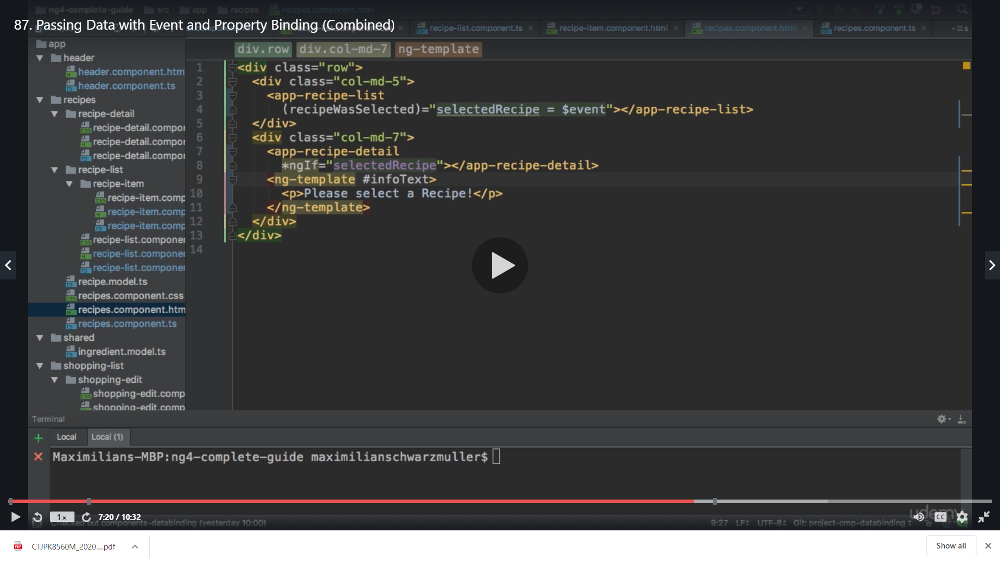 ng4-complete-guide src app recipes recipes.component.html
87. Passing Data with Event and Property Binding (Combined)
recipe-list.component.ts recipe-item.component.html recipes.component.html recipes.component.ts 5
app
header
header.component.htm
header.component.ts
recipes
recipe-detail
recipe-detail.compor
recipe-detail.compor
recipe-detail.compor
recipe-list
recipe-item
recipe-item.comp
recipe-item.comp
recipe-item.comp
recipe-list.componer
recipe-list.componer
recipe-list.componer
recipe.model.ts
recipes.component.css
recipes.component.htm
recipes.component.ts
shared
ingredient.model.ts
shopping-list
shopping-edit
shopping-edit.comp
shopping-edit.comp
div.row div.col-md-7 ng-template
1 <div class="row">
2 <div class="col-md-5">
3 <app-recipe-list
4 (recipeWasSelected)="selectedRecipe = $event"></app-recipe-list>
5 </div>
6 <div class="col-md-7">
7 <app-recipe-detail
8 *ngIf="selectedRecipe"></app-recipe-detail>
9 <ng-template #infoText>
10 <p>Please select a Recipe!</p>
11 </ng-template>
12 </div>
13 </div>
14
Terminal
Local Local (1)
Maximilians-MBP:ng4-complete-guide maximilianschwarzmuller$
udemy
1x 7:20 / 10:32 CC
Checked out components-databinding (yesterday 10:00) 9:27 LF UTF-8 Git: project-cmp-databinding
PDF CTJPK8560M_2020....pdf Show all